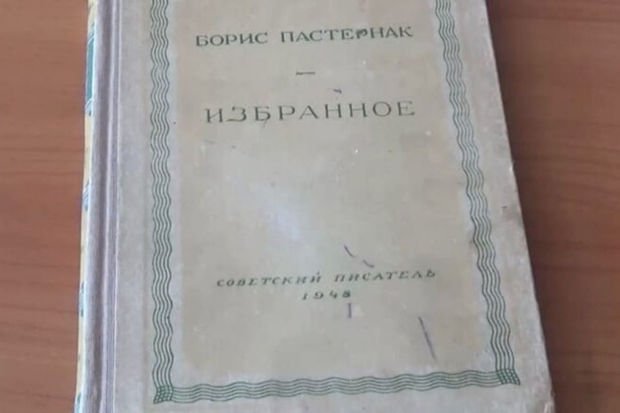 БОРИС ПАСТЕРНАК
ИЗБРАННОЕ
СОВЕТСКИЙ ПИСАТЕЛЬ
1948